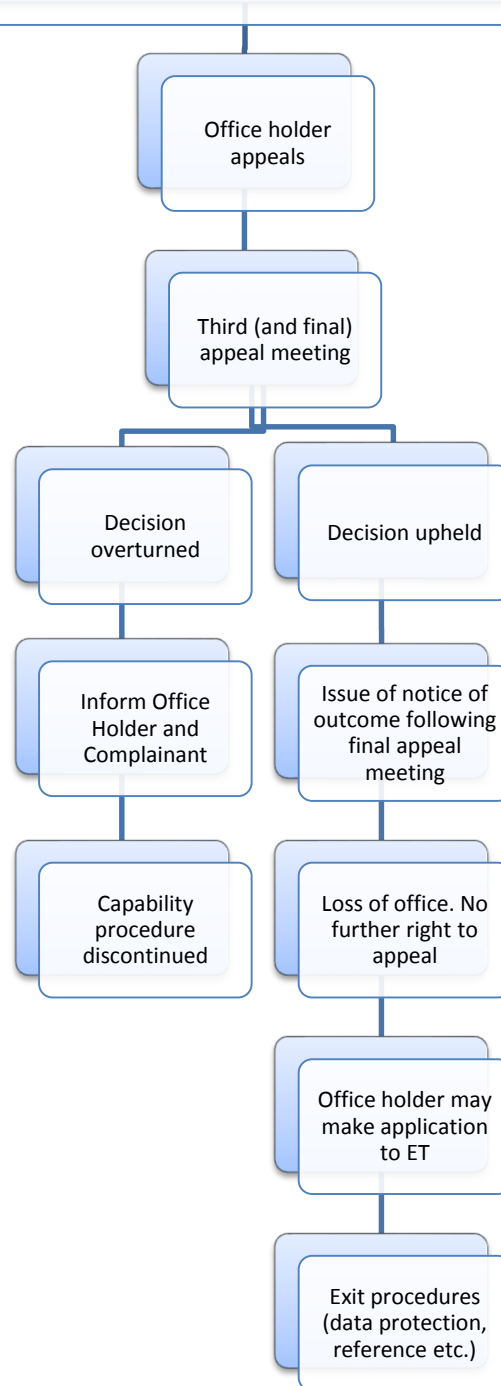 Office holder
appeals
Third (and final)
appeal meeting
Decision
overturned
Decision upheld
Inform Office
Holder and
Complainant
Issue of notice of
outcome following
final appeal
meeting
Capability
procedure
discontinued
Loss of office. No
further right to
appeal
Office holder may
make application
to ET
Exit procedures
(data protection,
reference etc.)